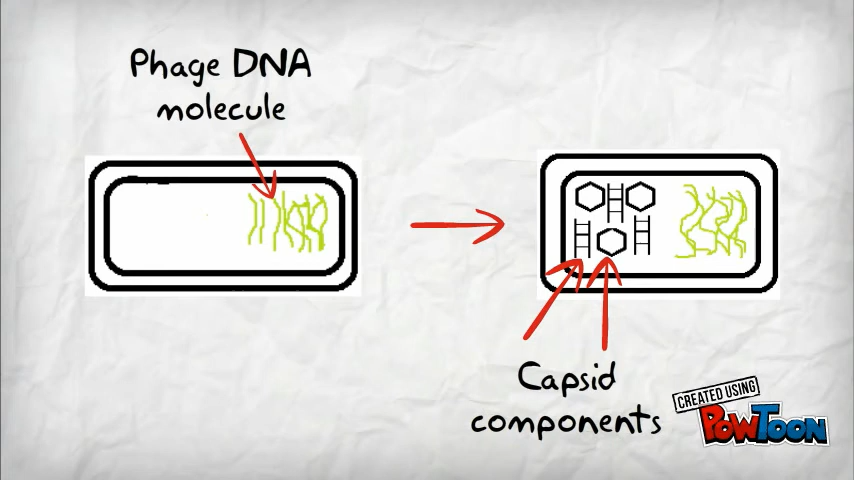 Phage DNA
molecule
Capsid
components
CREATED USING
POWTOON